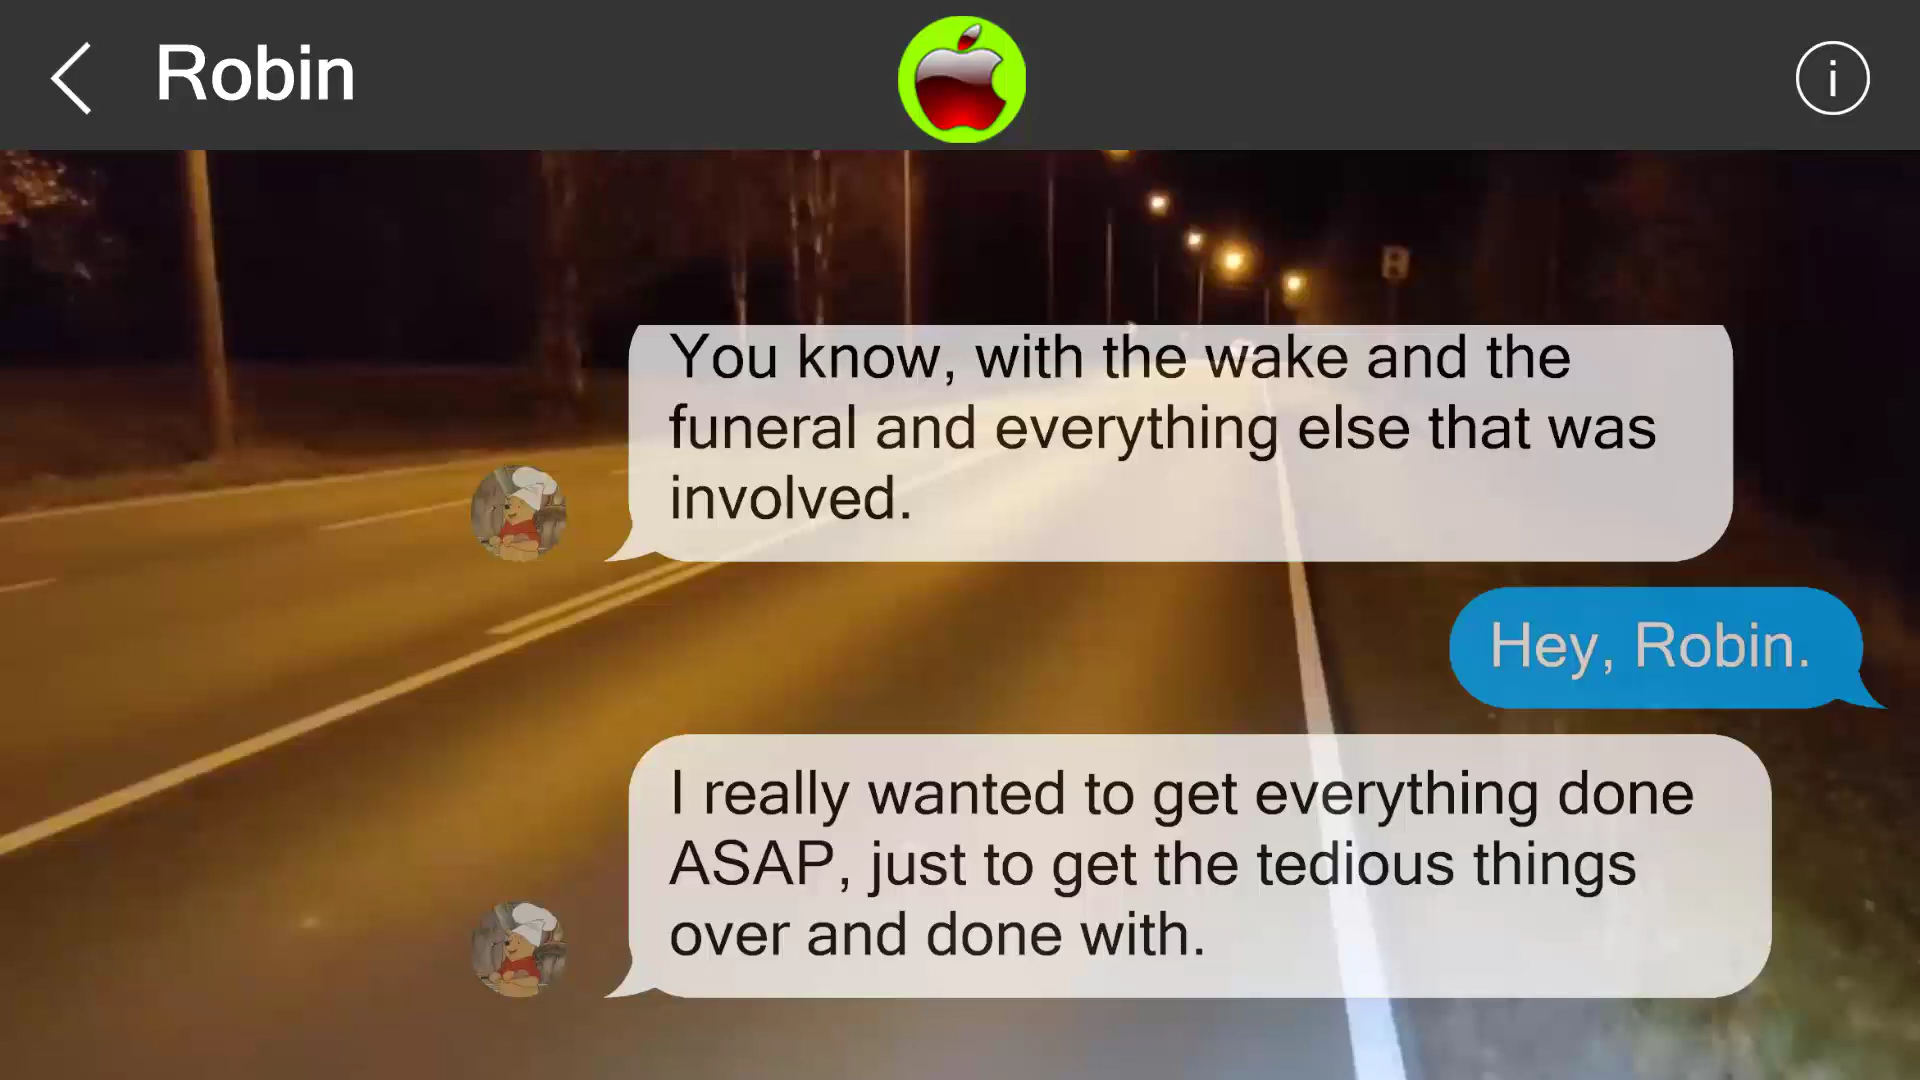 Robin
i
You know, with the wake and the
funeral and everything else that was
involved.
Hey, Robin.
I really wanted to get everything done
ASAP, just to get the tedious things
over and done with.